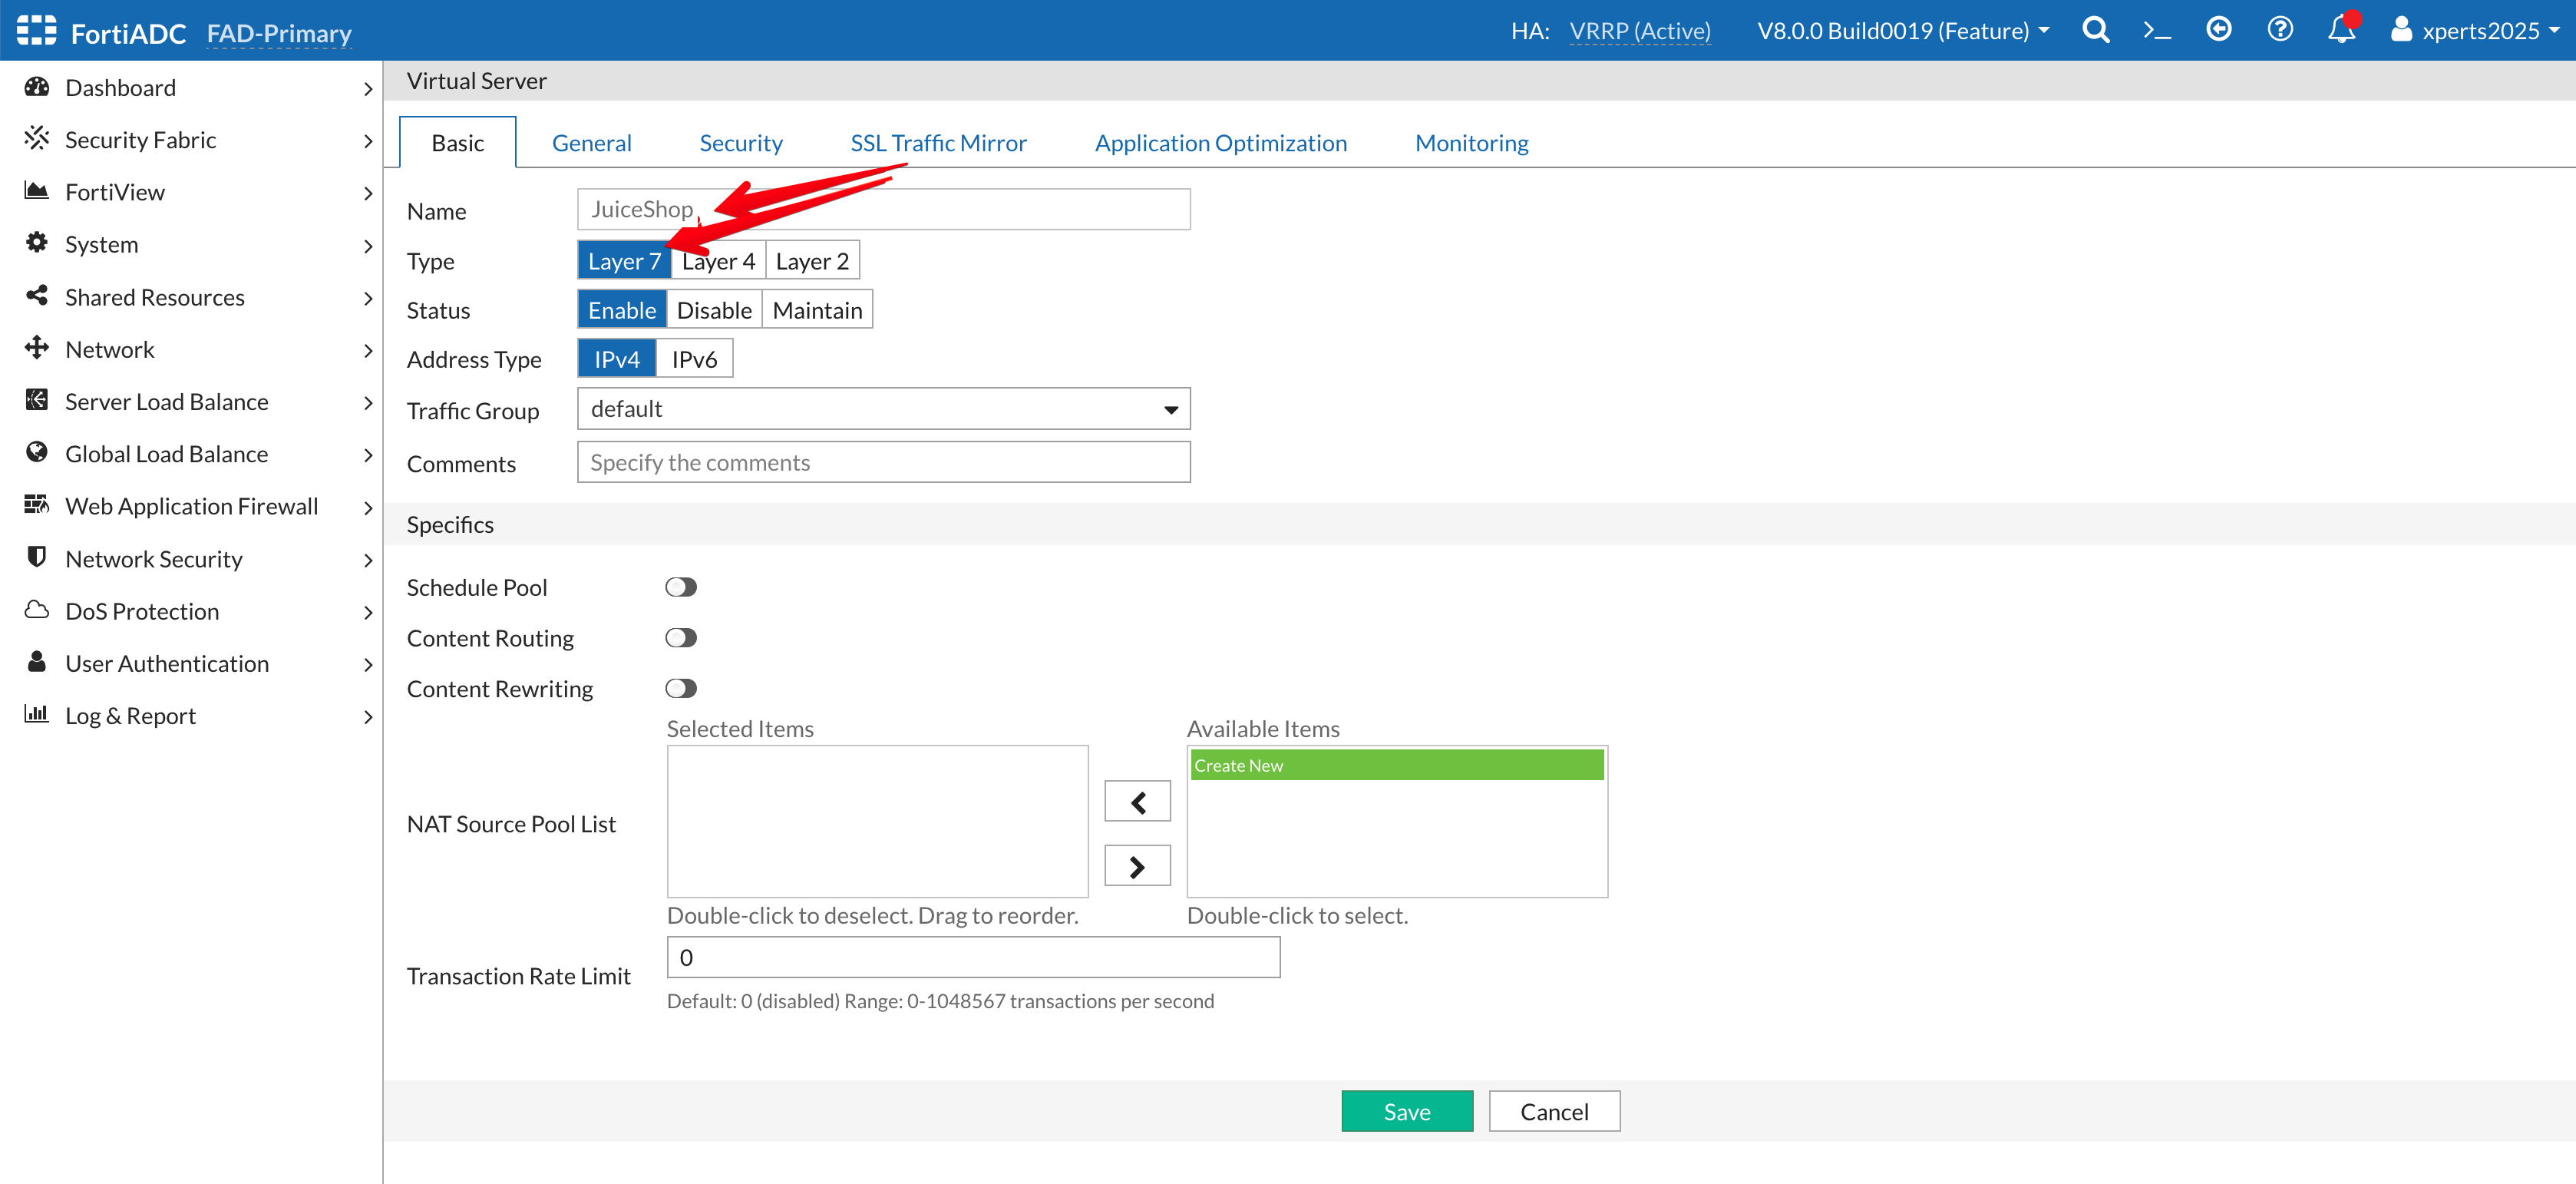 FortiADC FAD-Primary HA: VRRP (Active) V8.0.0 Build0019 (Feature) xperts2025
Dashboard
Security Fabric
FortiView
System
Shared Resources
Network
Server Load Balance
Global Load Balance
Web Application Firewall
Network Security
DoS Protection
User Authentication
Log & Report
Virtual Server
Basic General Security SSL Traffic Mirror Application Optimization Monitoring
Name JuiceShop
Type Layer 7 Layer 4 Layer 2
Status Enable Disable Maintain
Address Type IPv4 IPv6
Traffic Group default
Comments Specify the comments
Specifics
Schedule Pool
Content Routing
Content Rewriting
Selected Items Available Items
Create New
NAT Source Pool List
Double-click to deselect. Drag to reorder. Double-click to select.
Transaction Rate Limit 0
Default: 0 (disabled) Range: 0-1048567 transactions per second
Save Cancel